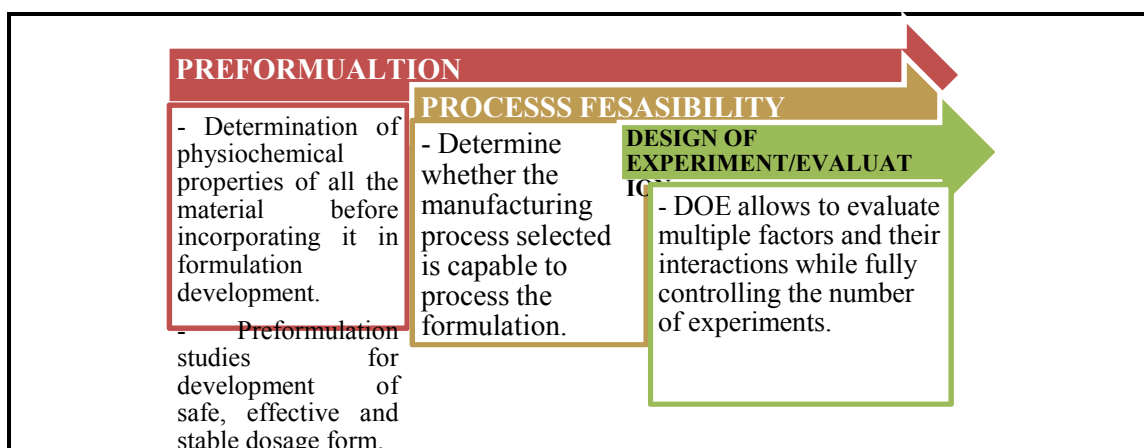 PREFORMUALTION
- Determination of
physiochemical
properties of all the
material before
incorporating it in
formulation
development.
- Preformulation
studies for
development of
safe, effective and
stable dosage form.
PROCESSS FESASIBILITY
- Determine
whether the
manufacturing
process selected
is capable to
process the
formulation.
DESIGN OF
EXPERIMENT/EVALUAT
ION
- DOE allows to evaluate
multiple factors and their
interactions while fully
controlling the number
of experiments.